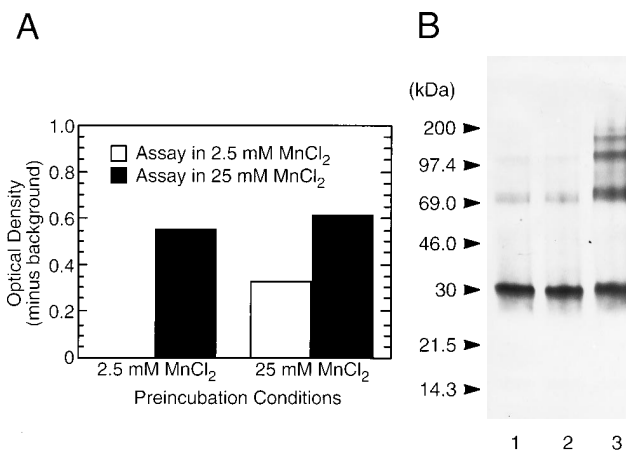 A
B
(kDa)
200
97.4
69.0
46.0
30
21.5
14.3
1 2 3
Optical Density
(minus background)
1.0
0.8
0.6
0.4
0.2
0
Assay in 2.5 mM MnCl2
Assay in 25 mM MnCl2
2.5 mM MnCl2 25 mM MnCl2
Preincubation Conditions